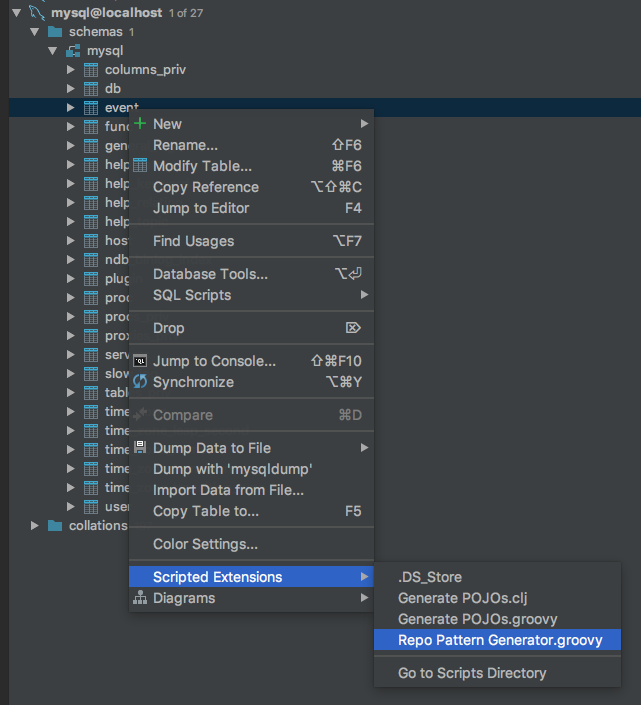 mysql@localhost 1 of 27
schemas 1
mysql
columns_priv
db
event
func
gene
help
help
help
help
host
ndb
plug
proc
proc
prox
serv
slow
table
time
time
time
time
time
user
collations
New
Rename... ⇧F6
Modify Table... ⌘F6
Copy Reference ⌥⇧⌘C
Jump to Editor F4
Find Usages ⌥F7
Database Tools... ⌥⏎
SQL Scripts
Drop ⌦
Jump to Console... ⇧⌘F10
Synchronize ⌥⌘Y
Compare ⌘D
Dump Data to File
Dump with 'mysqldump'
Import Data from File...
Copy Table to... F5
Color Settings...
Scripted Extensions
Diagrams
.DS_Store
Generate POJOs.clj
Generate POJOs.groovy
Repo Pattern Generator.groovy
Go to Scripts Directory